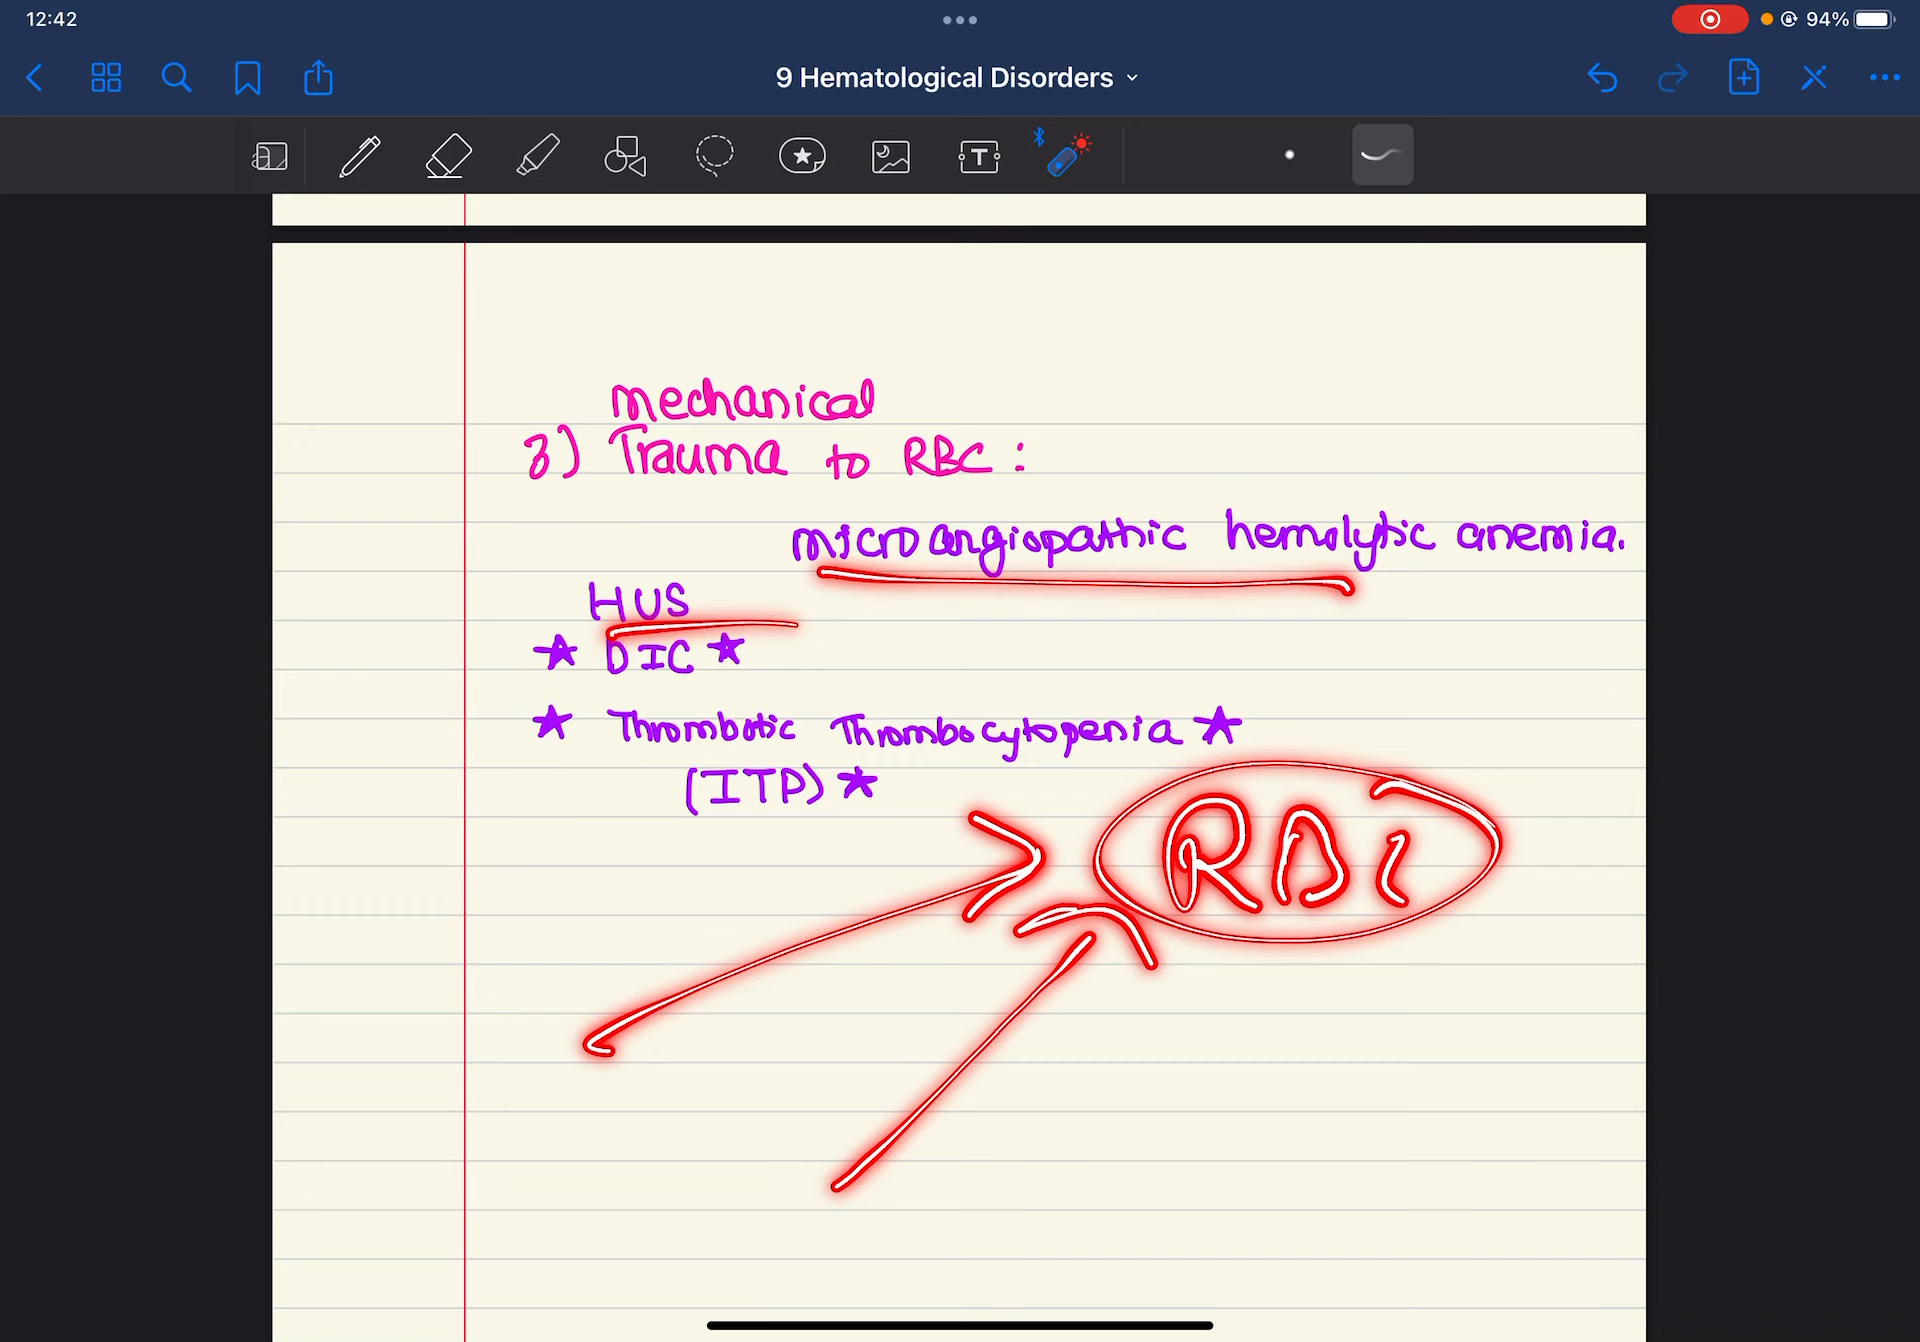 12:42
94%
9 Hematological Disorders
T
mechanical
3) Trauma to RBC :
microangiopathic hemolytic anemia.
HUS
★ DIC ★
★ Thrombotic Thrombocytopenia ★
(ITP) ★